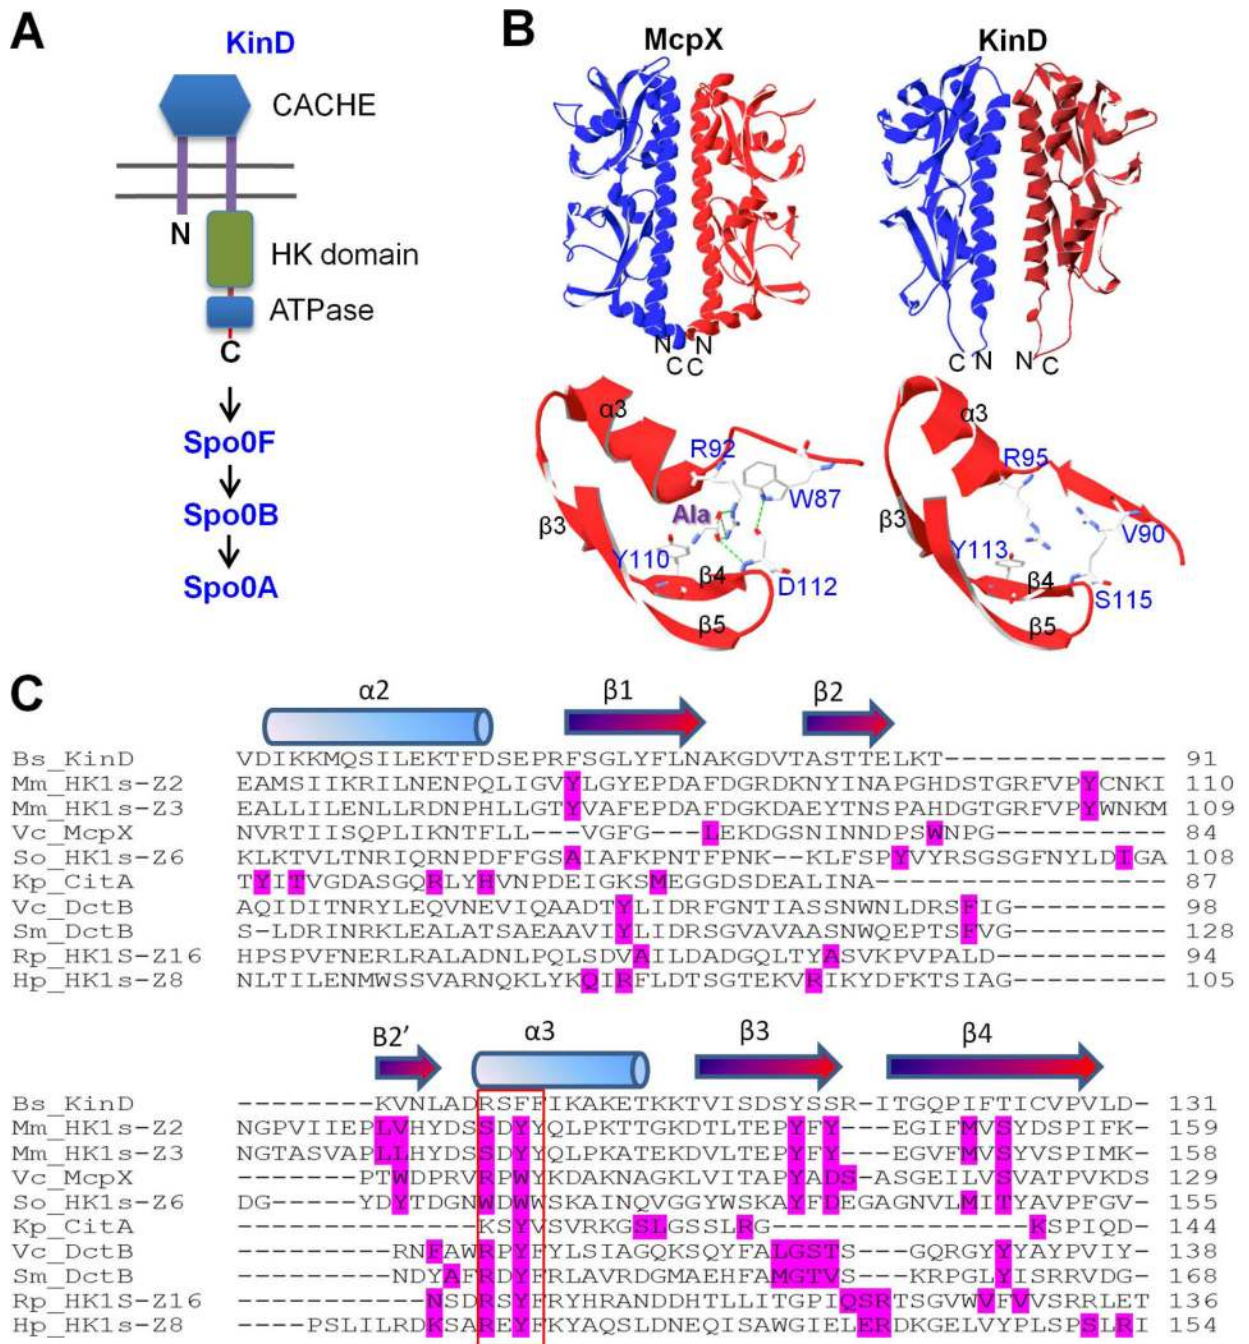 A
KinD
CACHE
N
HK domain
ATPase
C
Spo0F
Spo0B
Spo0A
B
McpX
KinD
N N
C C
C N
N C
α3
R92
W87
Ala
β3
Y110
β4
D112
β5
α3
R95
β3
V90
Y113
β4
S115
β5
C
α2 β1 β2
Bs_KinD VDIKKMQSILEKTFDSEPRFSGLYFLNAKGDVTASTTELKT------------- 91
Mm_HK1s-Z2 EAMSIIKRILNENPQLIGVYLGYEPDAFDGRDKNYINAPGHDSTGRFVPYCNKI 110
Mm_HK1s-Z3 EALLILENLLRDNPHLLGTYVAFEPDAFDGKDAEYTNSPAHDGTGRFVPYWNKM 109
Vc_McpX NVRTIISQPLIKNTFLL---VGFG---LEKDGSNINNDPSWNPG---------- 84
So_HK1s-Z6 KLKTVLTNRIQRNPDFFGSAIAFKPNTFPNK--KLFSPYVYRSGSGFNYLDIGA 108
Kp_CitA TYITVGDASGQRLYHVNPDEIGKSMEGGDSDEALINA----------------- 87
Vc_DctB AQIDITNRYLEQVNEVIQAADTYLIDRFGNTIASSNWNLDRSFIG--------- 98
Sm_DctB S-LDRINRKLEALATSAEAAVIYLIDRSGVAVAASNWQEPTSFVG--------- 128
Rp_HK1S-Z16 HPSPVFNERLRALADNLPQLSDVAILDADGQLTYASVKPVPALD---------- 94
Hp_HK1s-Z8 NLTILENMWSSVARNQKLYKQIRFLDTSGTEKVRIKYDFKTSIAG--------- 105
B2′ α3 β3 β4
Bs_KinD --------KVNLADRSFFIKAKETKKTVISDSYSSR-ITGQPIFTICVPVLD- 131
Mm_HK1s-Z2 NGPVIIEPLVHYDSSDYYQLPKTTGKDTLTEPYFY---EGIFMVSYDSPIFK- 159
Mm_HK1s-Z3 NGTASVAPLLHYDSSDYYQLPKATEKDVLTEPYFY---EGVFMVSYVSPIMK- 158
Vc_McpX -------PTWDPRVRPWYKDAKNAGKLVITAPYADS-ASGEILVSVATPVKDS 129
So_HK1s-Z6 DG-----YDYTDGNWDWWSKAINQVGGYWSKAYFDEGAGNVLMITYAVPFGV- 155
Kp_CitA --------------KSYVSVRKGSLGSSLRG---------------KSPIQD- 144
Vc_DctB ---------RNFAWRPYFYLSIAGQKSQYFALGSTS---GQRGYYYAYPVIY- 138
Sm_DctB ---------NDYAFRDYFRLAVRDGMAEHFAMGTVS---KRPGLYISRRVDG- 168
Rp_HK1S-Z16 -----------NSDRSYFRYHRANDDHTLLITGPIQSRTSGVWVFVVSRRLET 136
Hp_HK1s-Z8 ----PSLILRDKSAREYFKYAQSLDNEQISAWGIELERDKGELVYPLSPSLRI 154